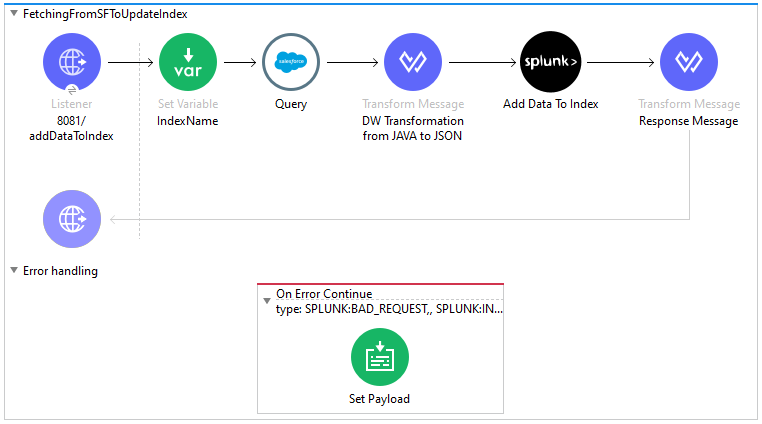 FetchingFromSFToUpdateIndex
var
salesforce
splunk>
Listener
Set Variable
Query
Transform Message
Add Data To Index
Transform Message
8081/
addDataToIndex
IndexName
DW Transformation
from JAVA to JSON
Response Message
Error handling
On Error Continue
type: SPLUNK:BAD_REQUEST,, SPLUNK:IN...
Set Payload